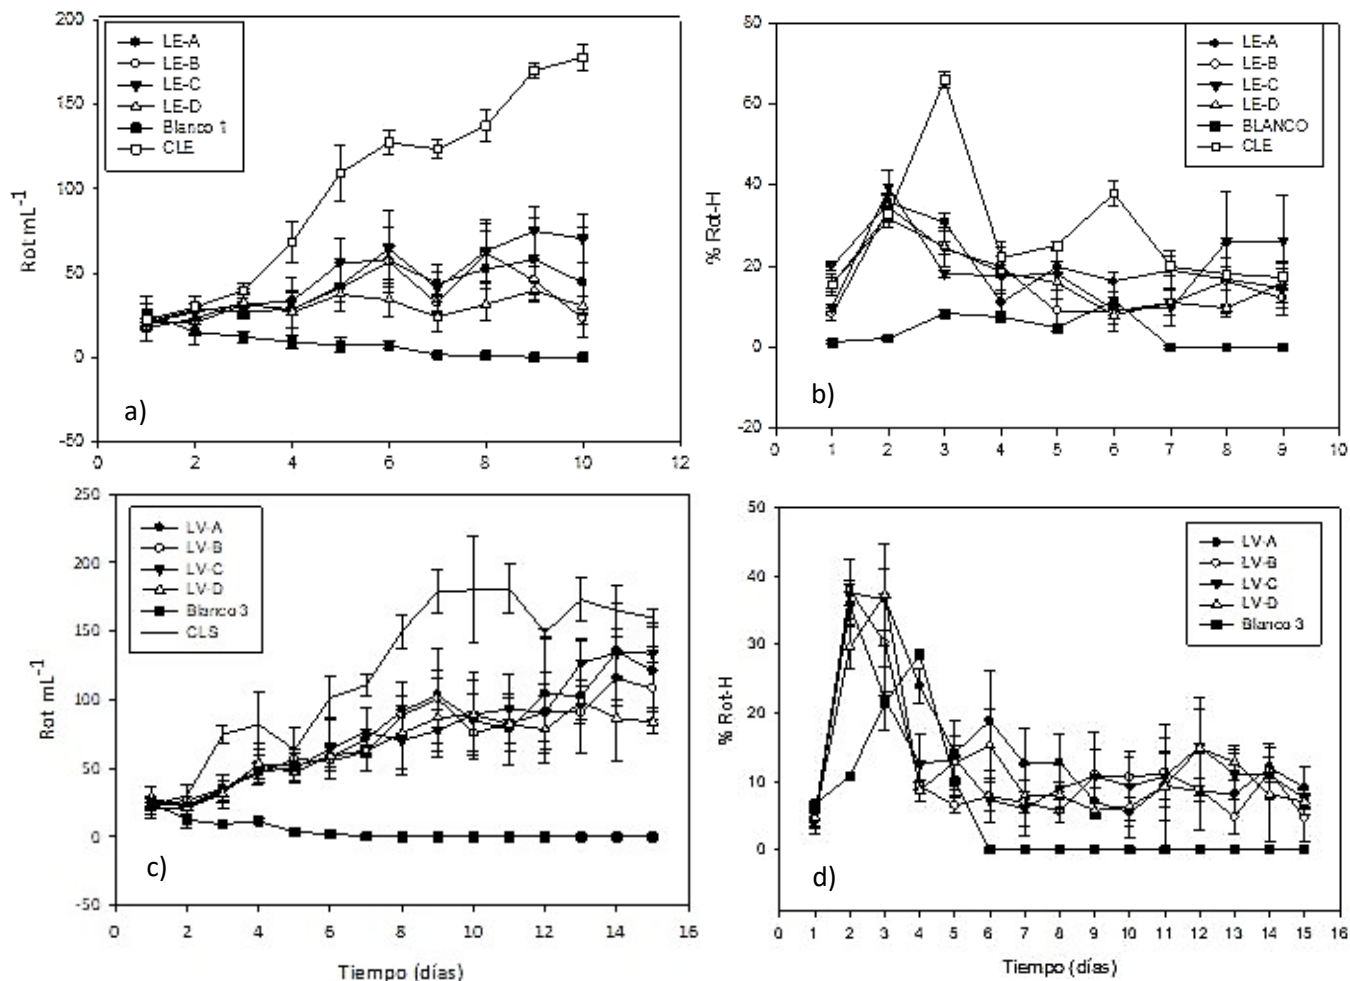 200
150
100
50
0
-50
Rot mL-1
LE-A
LE-B
LE-C
LE-D
Blanco 1
CLE
a)
0
2
4
6
8
10
12
80
60
40
20
0
-20
% Rot-H
LE-A
LE-B
LE-C
LE-D
BLANCO
CLE
b)
0
1
2
3
4
5
6
7
8
9
10
250
200
150
100
50
0
-50
Rot mL-1
LV-A
LV-B
LV-C
LV-D
Blanco 3
CLS
c)
0
2
4
6
8
10
12
14
16
Tiempo (días)
50
40
30
20
10
0
% Rot-H
LV-A
LV-B
LV-C
LV-D
Blanco 3
d)
0
1
2
3
4
5
6
7
8
9
10
11
12
13
14
15
16
Tiempo (días)